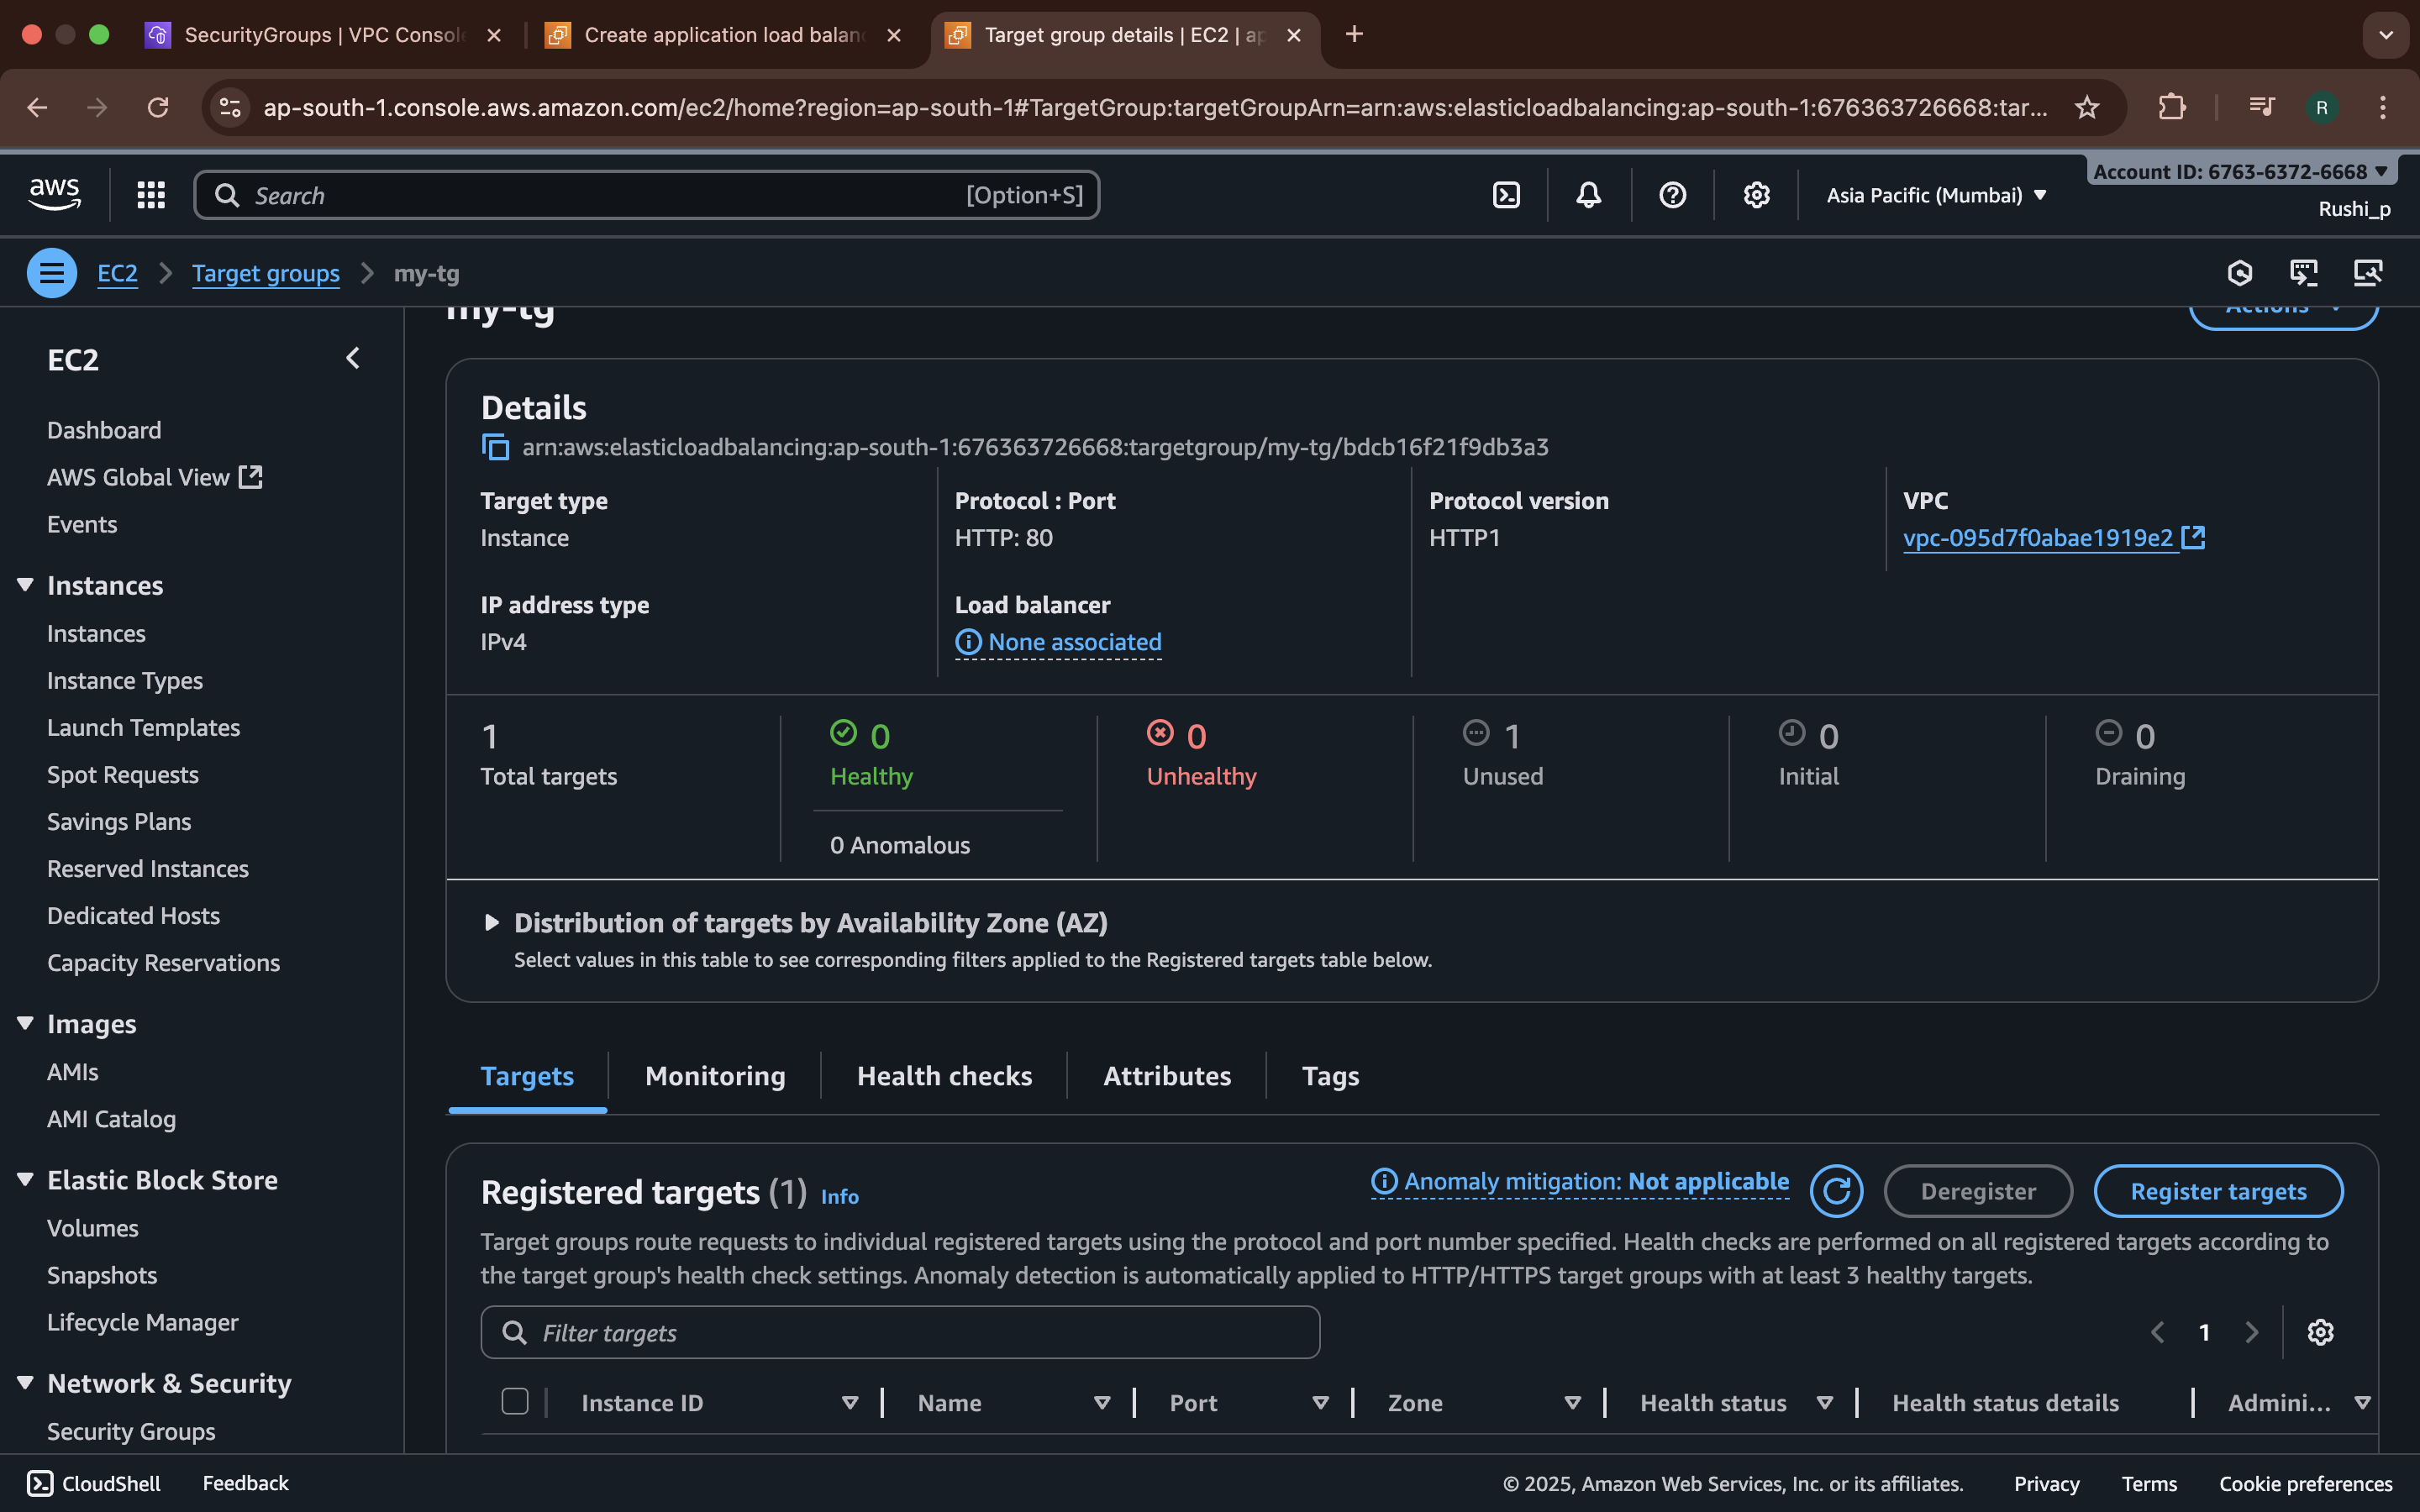 SecurityGroups | VPC Console
Create application load balan
Target group details | EC2 | ap
ap-south-1.console.aws.amazon.com/ec2/home?region=ap-south-1#TargetGroup:targetGroupArn=arn:aws:elasticloadbalancing:ap-south-1:676363726668:tar...
R
aws
Search
[Option+S]
Asia Pacific (Mumbai)
Account ID: 6763-6372-6668
Rushi_p
EC2
Target groups
my-tg
my-tg
Actions
EC2
Dashboard
AWS Global View
Events
Instances
Instances
Instance Types
Launch Templates
Spot Requests
Savings Plans
Reserved Instances
Dedicated Hosts
Capacity Reservations
Images
AMIs
AMI Catalog
Elastic Block Store
Volumes
Snapshots
Lifecycle Manager
Network & Security
Security Groups
Details
arn:aws:elasticloadbalancing:ap-south-1:676363726668:targetgroup/my-tg/bdcb16f21f9db3a3
Target type
Instance
Protocol : Port
HTTP: 80
Protocol version
HTTP1
VPC
vpc-095d7f0abae1919e2
IP address type
IPv4
Load balancer
None associated
1
Total targets
0
Healthy
0 Anomalous
0
Unhealthy
1
Unused
0
Initial
0
Draining
Distribution of targets by Availability Zone (AZ)
Select values in this table to see corresponding filters applied to the Registered targets table below.
Targets
Monitoring
Health checks
Attributes
Tags
Registered targets (1) Info
Anomaly mitigation: Not applicable
Deregister
Register targets
Target groups route requests to individual registered targets using the protocol and port number specified. Health checks are performed on all registered targets according to
the target group's health check settings. Anomaly detection is automatically applied to HTTP/HTTPS target groups with at least 3 healthy targets.
Filter targets
1
Instance ID
Name
Port
Zone
Health status
Health status details
Admini...
CloudShell
Feedback
© 2025, Amazon Web Services, Inc. or its affiliates.
Privacy
Terms
Cookie preferences